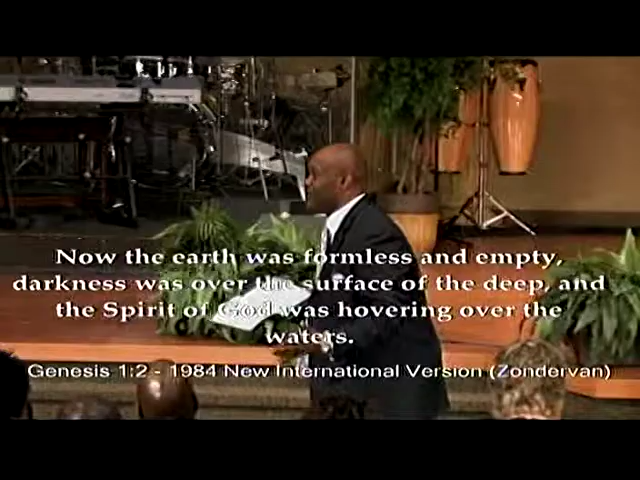 Now the earth was formless and empty,
darkness was over the surface of the deep, and
the Spirit of God was hovering over the
waters.
Genesis 1:2 - 1984 New International Version (Zondervan)